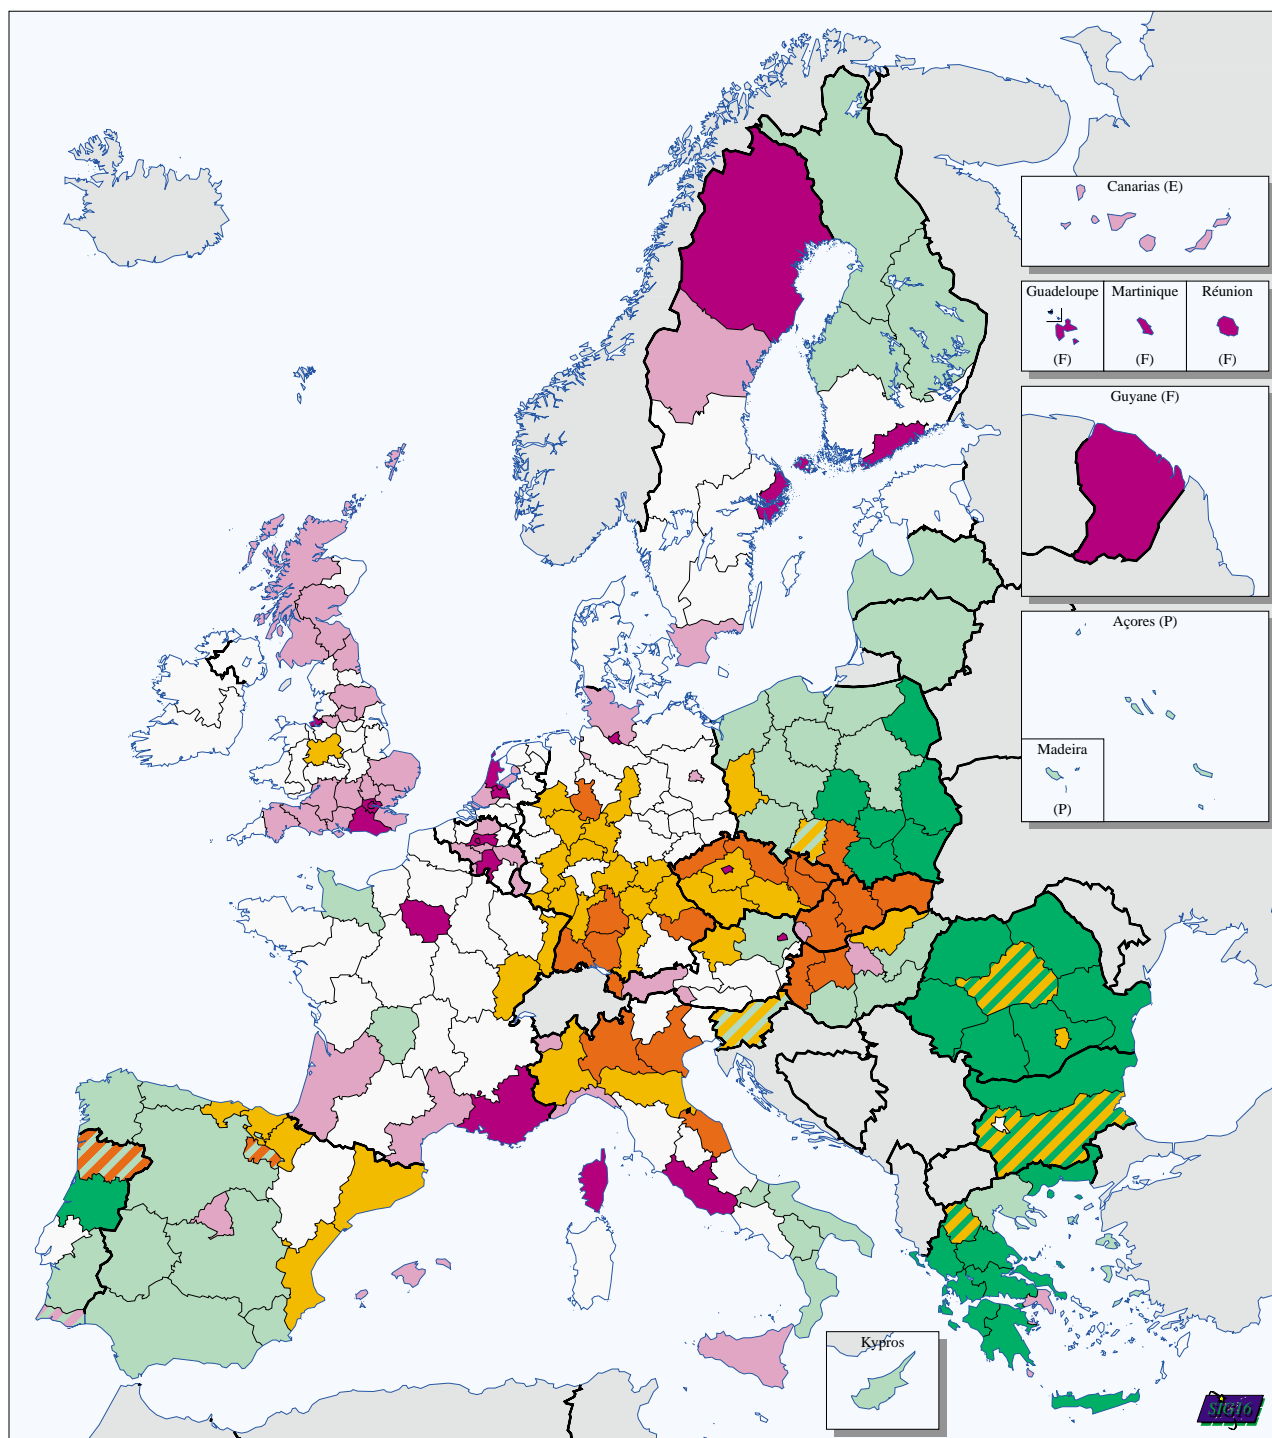 Canarias (E)
Guadeloupe
Martinique
Réunion
(F)
(F)
(F)
Guyane (F)
Açores (P)
Madeira
(P)
Kypros
SIG16